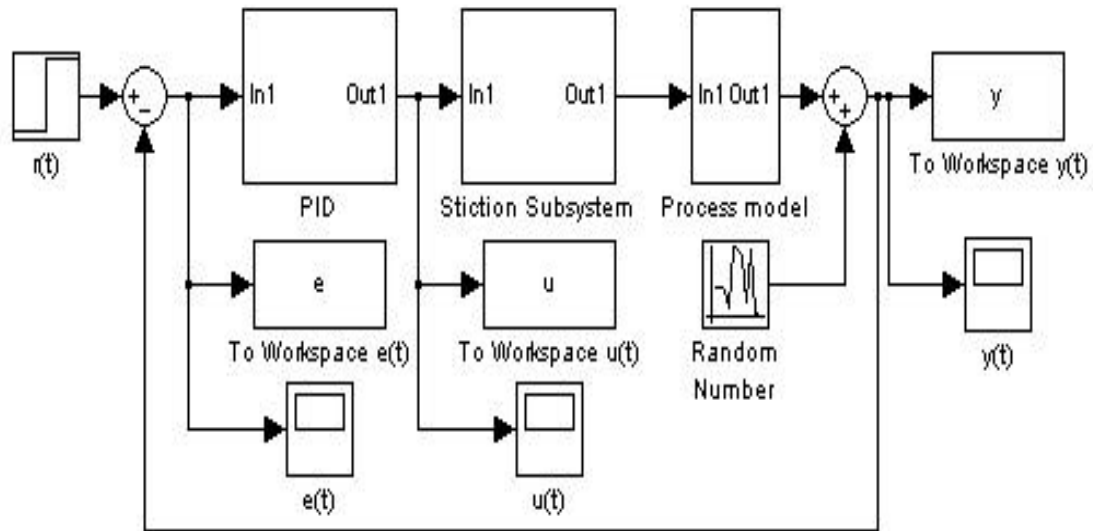 r(t)
+
−
In1
Out1
PID
In1
Out1
Stiction Subsystem
In1 Out1
Process model
+
+
y
To Workspace y(t)
e
To Workspace e(t)
u
To Workspace u(t)
Random
Number
y(t)
e(t)
u(t)